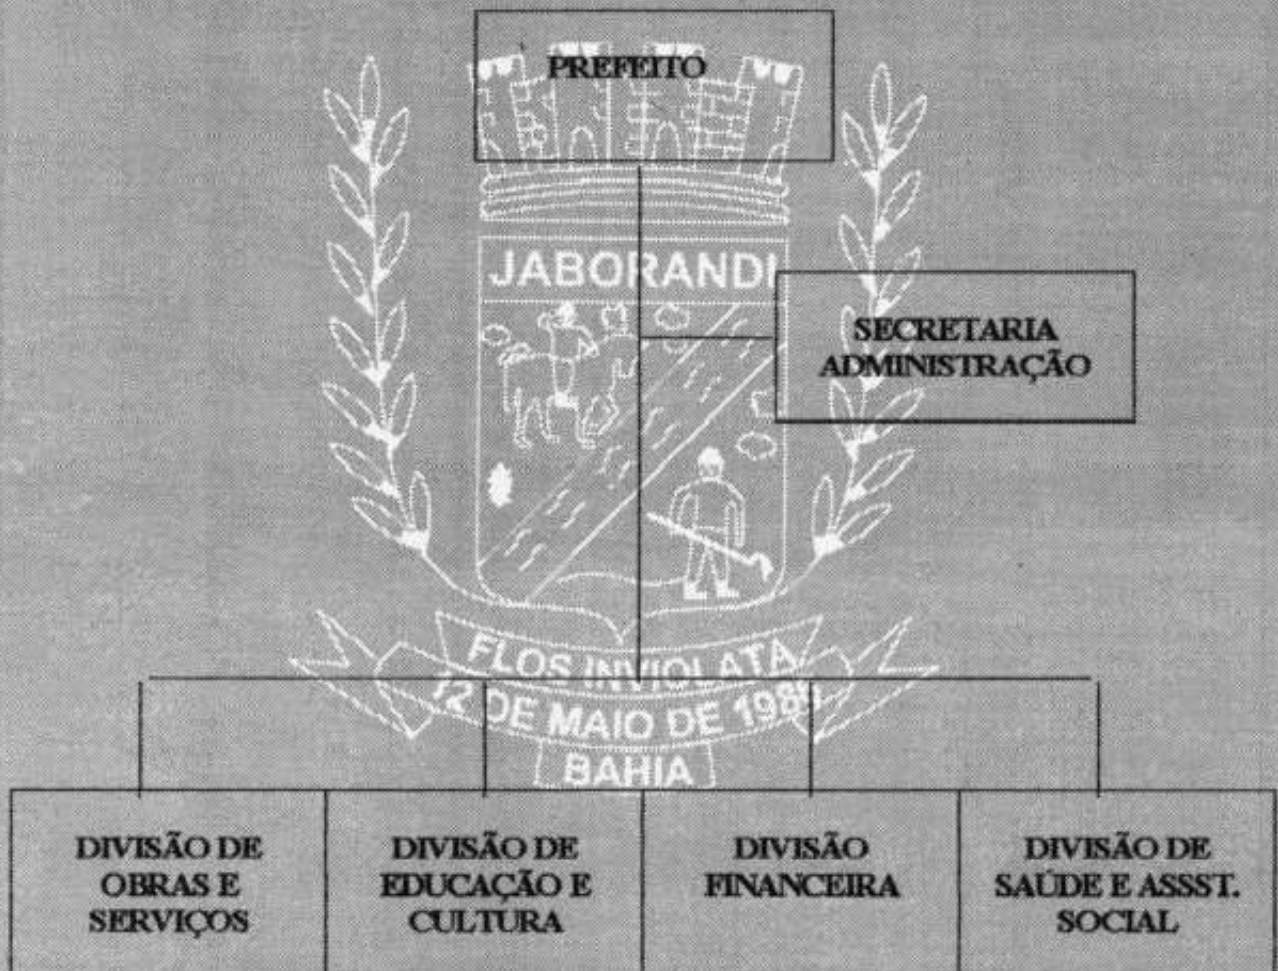 PREFEITO
JABORANDI
SECRETARIA
ADMINISTRAÇÃO
FLOS INVIOLATA
12 DE MAIO DE 1985
BAHIA
DIVISÃO DE
OBRAS E
SERVIÇOS
DIVISÃO DE
EDUCAÇÃO E
CULTURA
DIVISÃO
FINANCEIRA
DIVISÃO DE
SAÚDE E ASSST.
SOCIAL